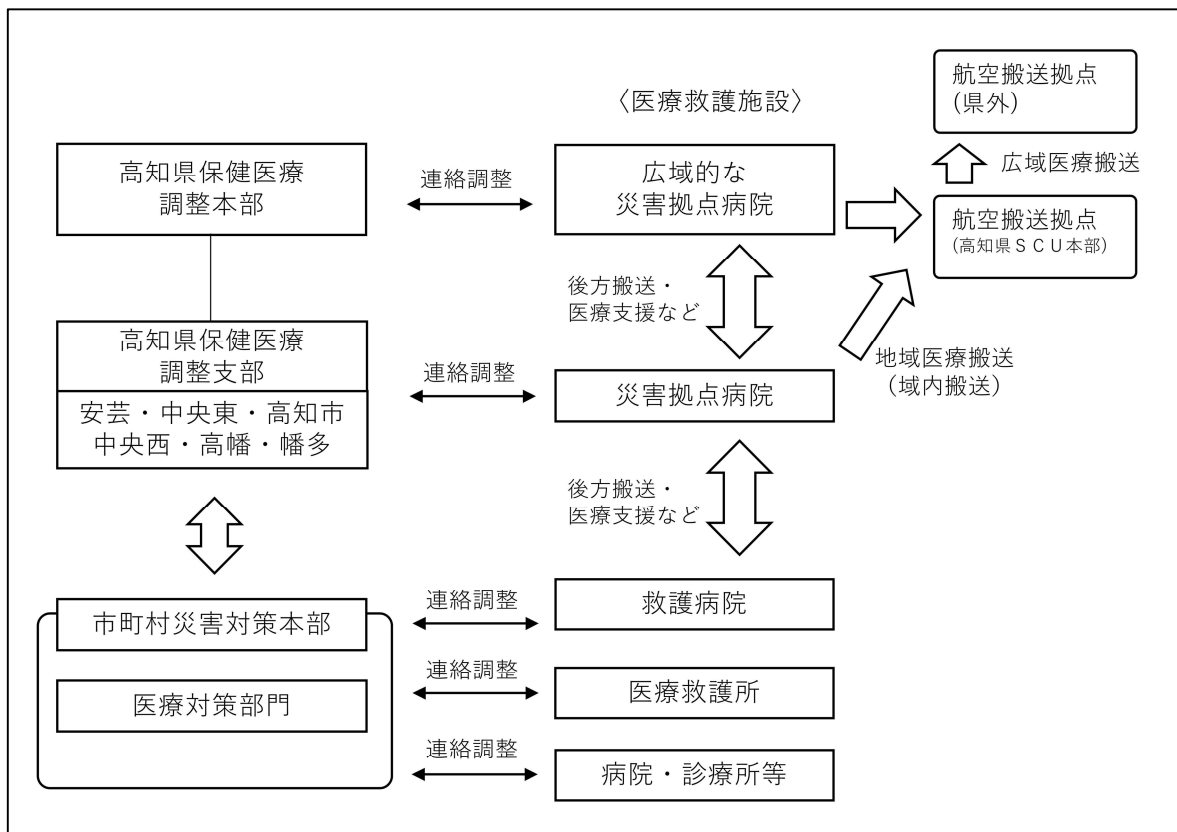 〈医療救護施設〉
航空搬送拠点
(県外)
広域医療搬送
高知県保健医療
調整本部
連絡調整
広域的な
災害拠点病院
航空搬送拠点
(高知県ＳＣＵ本部)
後方搬送・
医療支援など
地域医療搬送
(域内搬送)
高知県保健医療
調整支部
安芸・中央東・高知市
中央西・高幡・幡多
連絡調整
災害拠点病院
後方搬送・
医療支援など
市町村災害対策本部
連絡調整
救護病院
医療対策部門
連絡調整
医療救護所
連絡調整
病院・診療所等